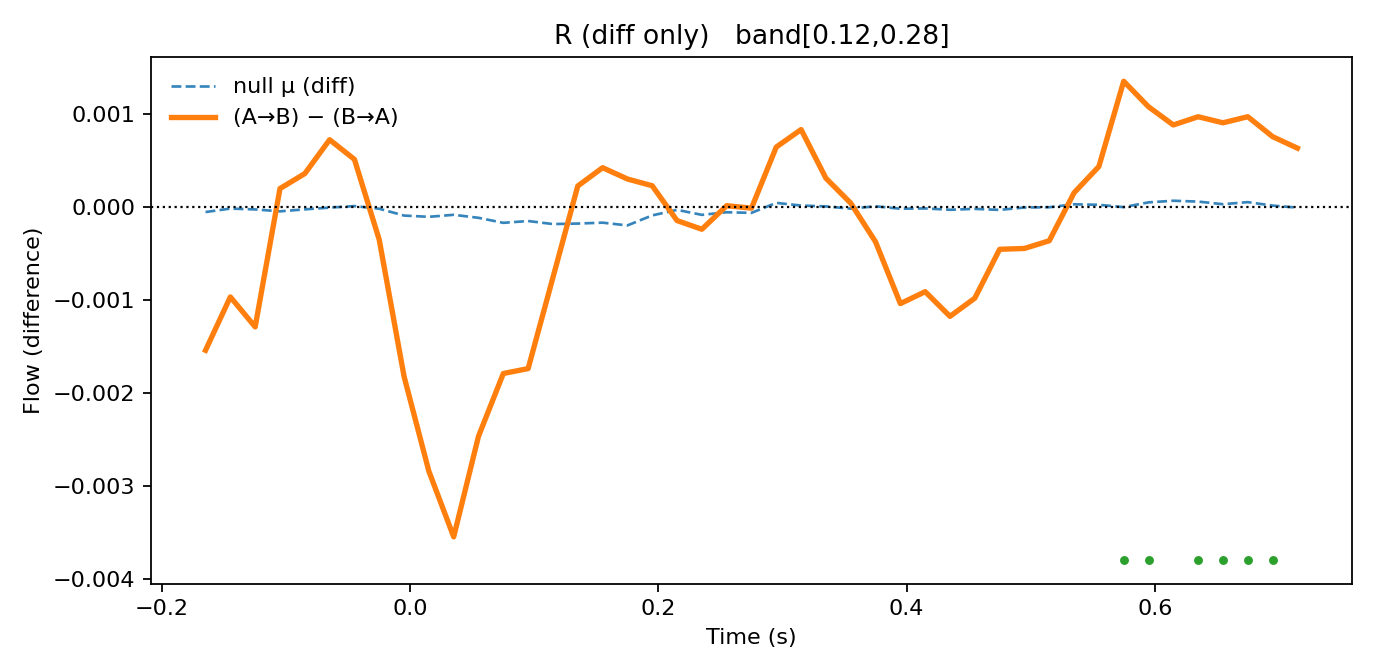 R (diff only)   band[0.12,0.28]
null μ (diff)
(A→B) − (B→A)
0.001
0.000
−0.001
−0.002
−0.003
−0.004
Flow (difference)
−0.2
0.0
0.2
0.4
0.6
Time (s)